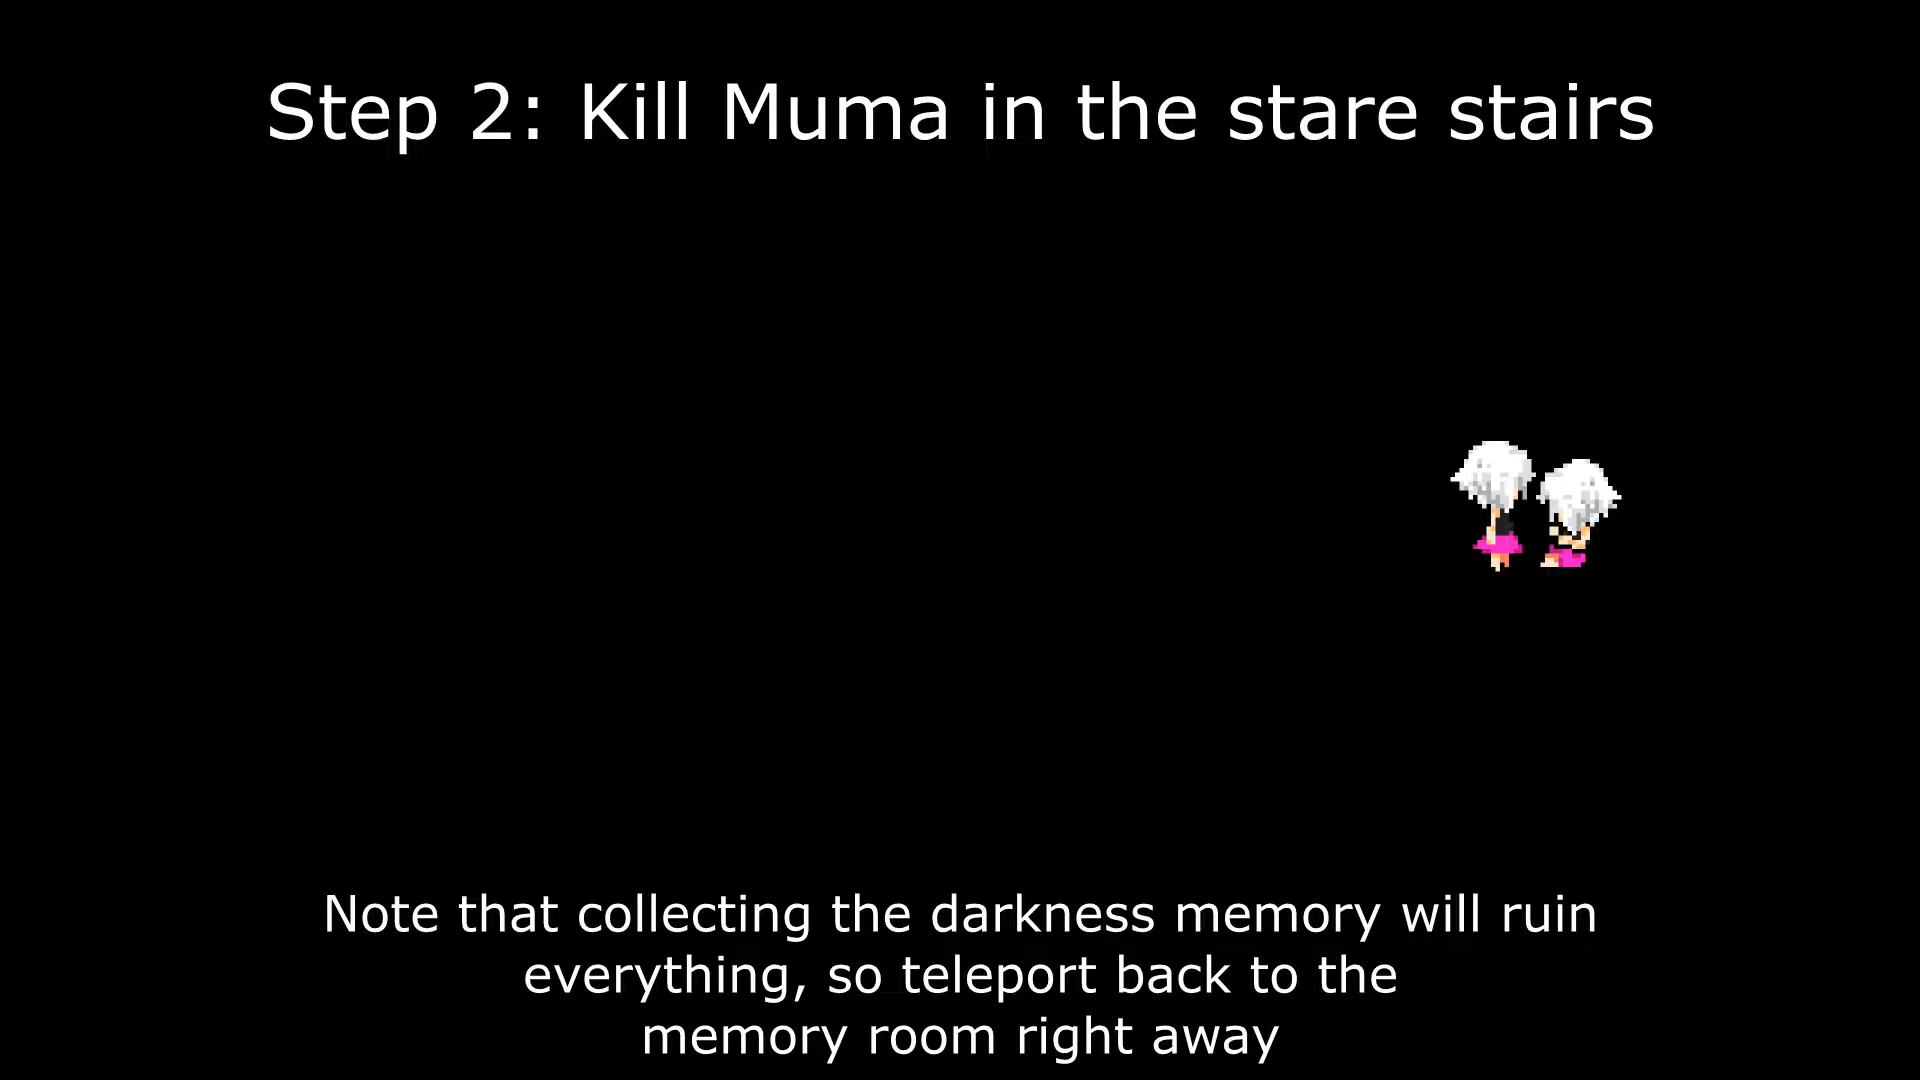 Step 2: Kill Muma in the stare stairs
Note that collecting the darkness memory will ruin
everything, so teleport back to the
memory room right away